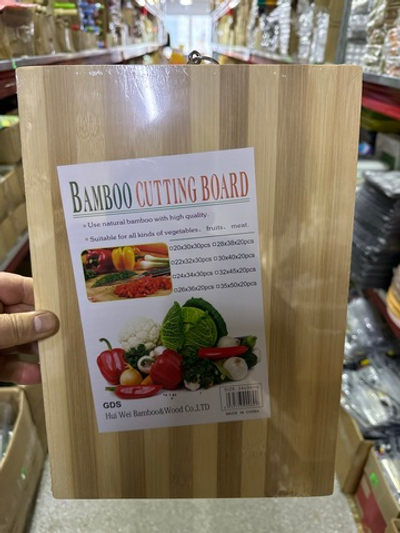 BAMBOO CUTTING BOARD
» Use natural bamboo with high quality.
» Suitable for all kinds of vegetables、fruits、meat.
□20x30x30pcs □28x38x20pcs
□22x32x30pcs □30x40x20pcs
□24x34x30pcs □32x45x20pcs
□26x36x20pcs □35x50x20pcs
GDS
Hui Wei Bamboo&Wood Co.,LTD
MADE IN CHINA